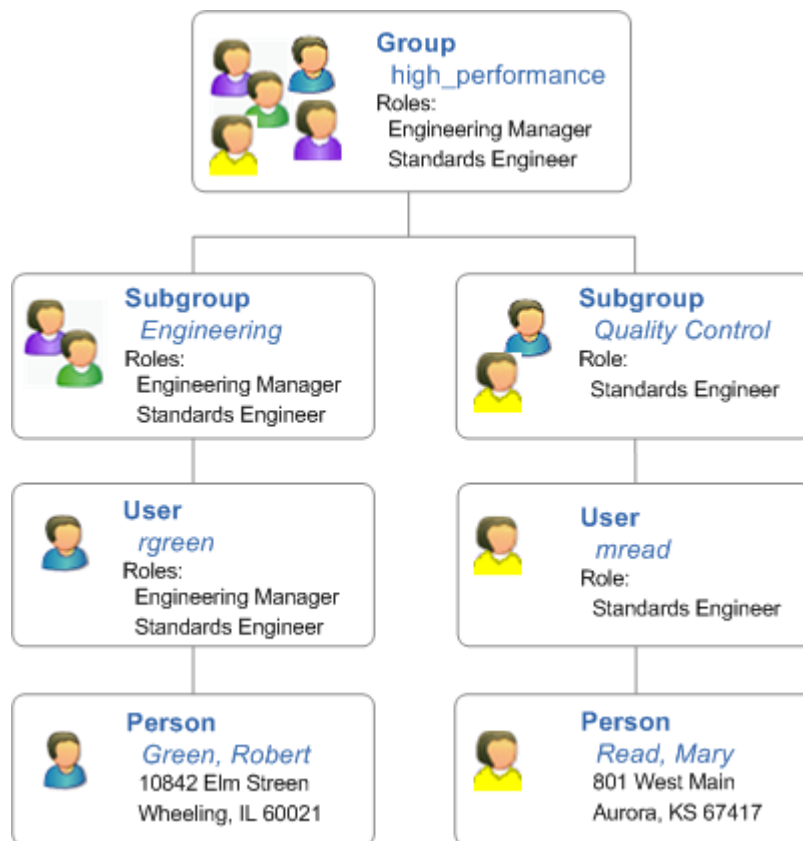 Group
high_performance
Roles:
Engineering Manager
Standards Engineer
Subgroup
Engineering
Roles:
Engineering Manager
Standards Engineer
Subgroup
Quality Control
Role:
Standards Engineer
User
rgreen
Roles:
Engineering Manager
Standards Engineer
User
mread
Role:
Standards Engineer
Person
Green, Robert
10842 Elm Streen
Wheeling, IL 60021
Person
Read, Mary
801 West Main
Aurora, KS 67417